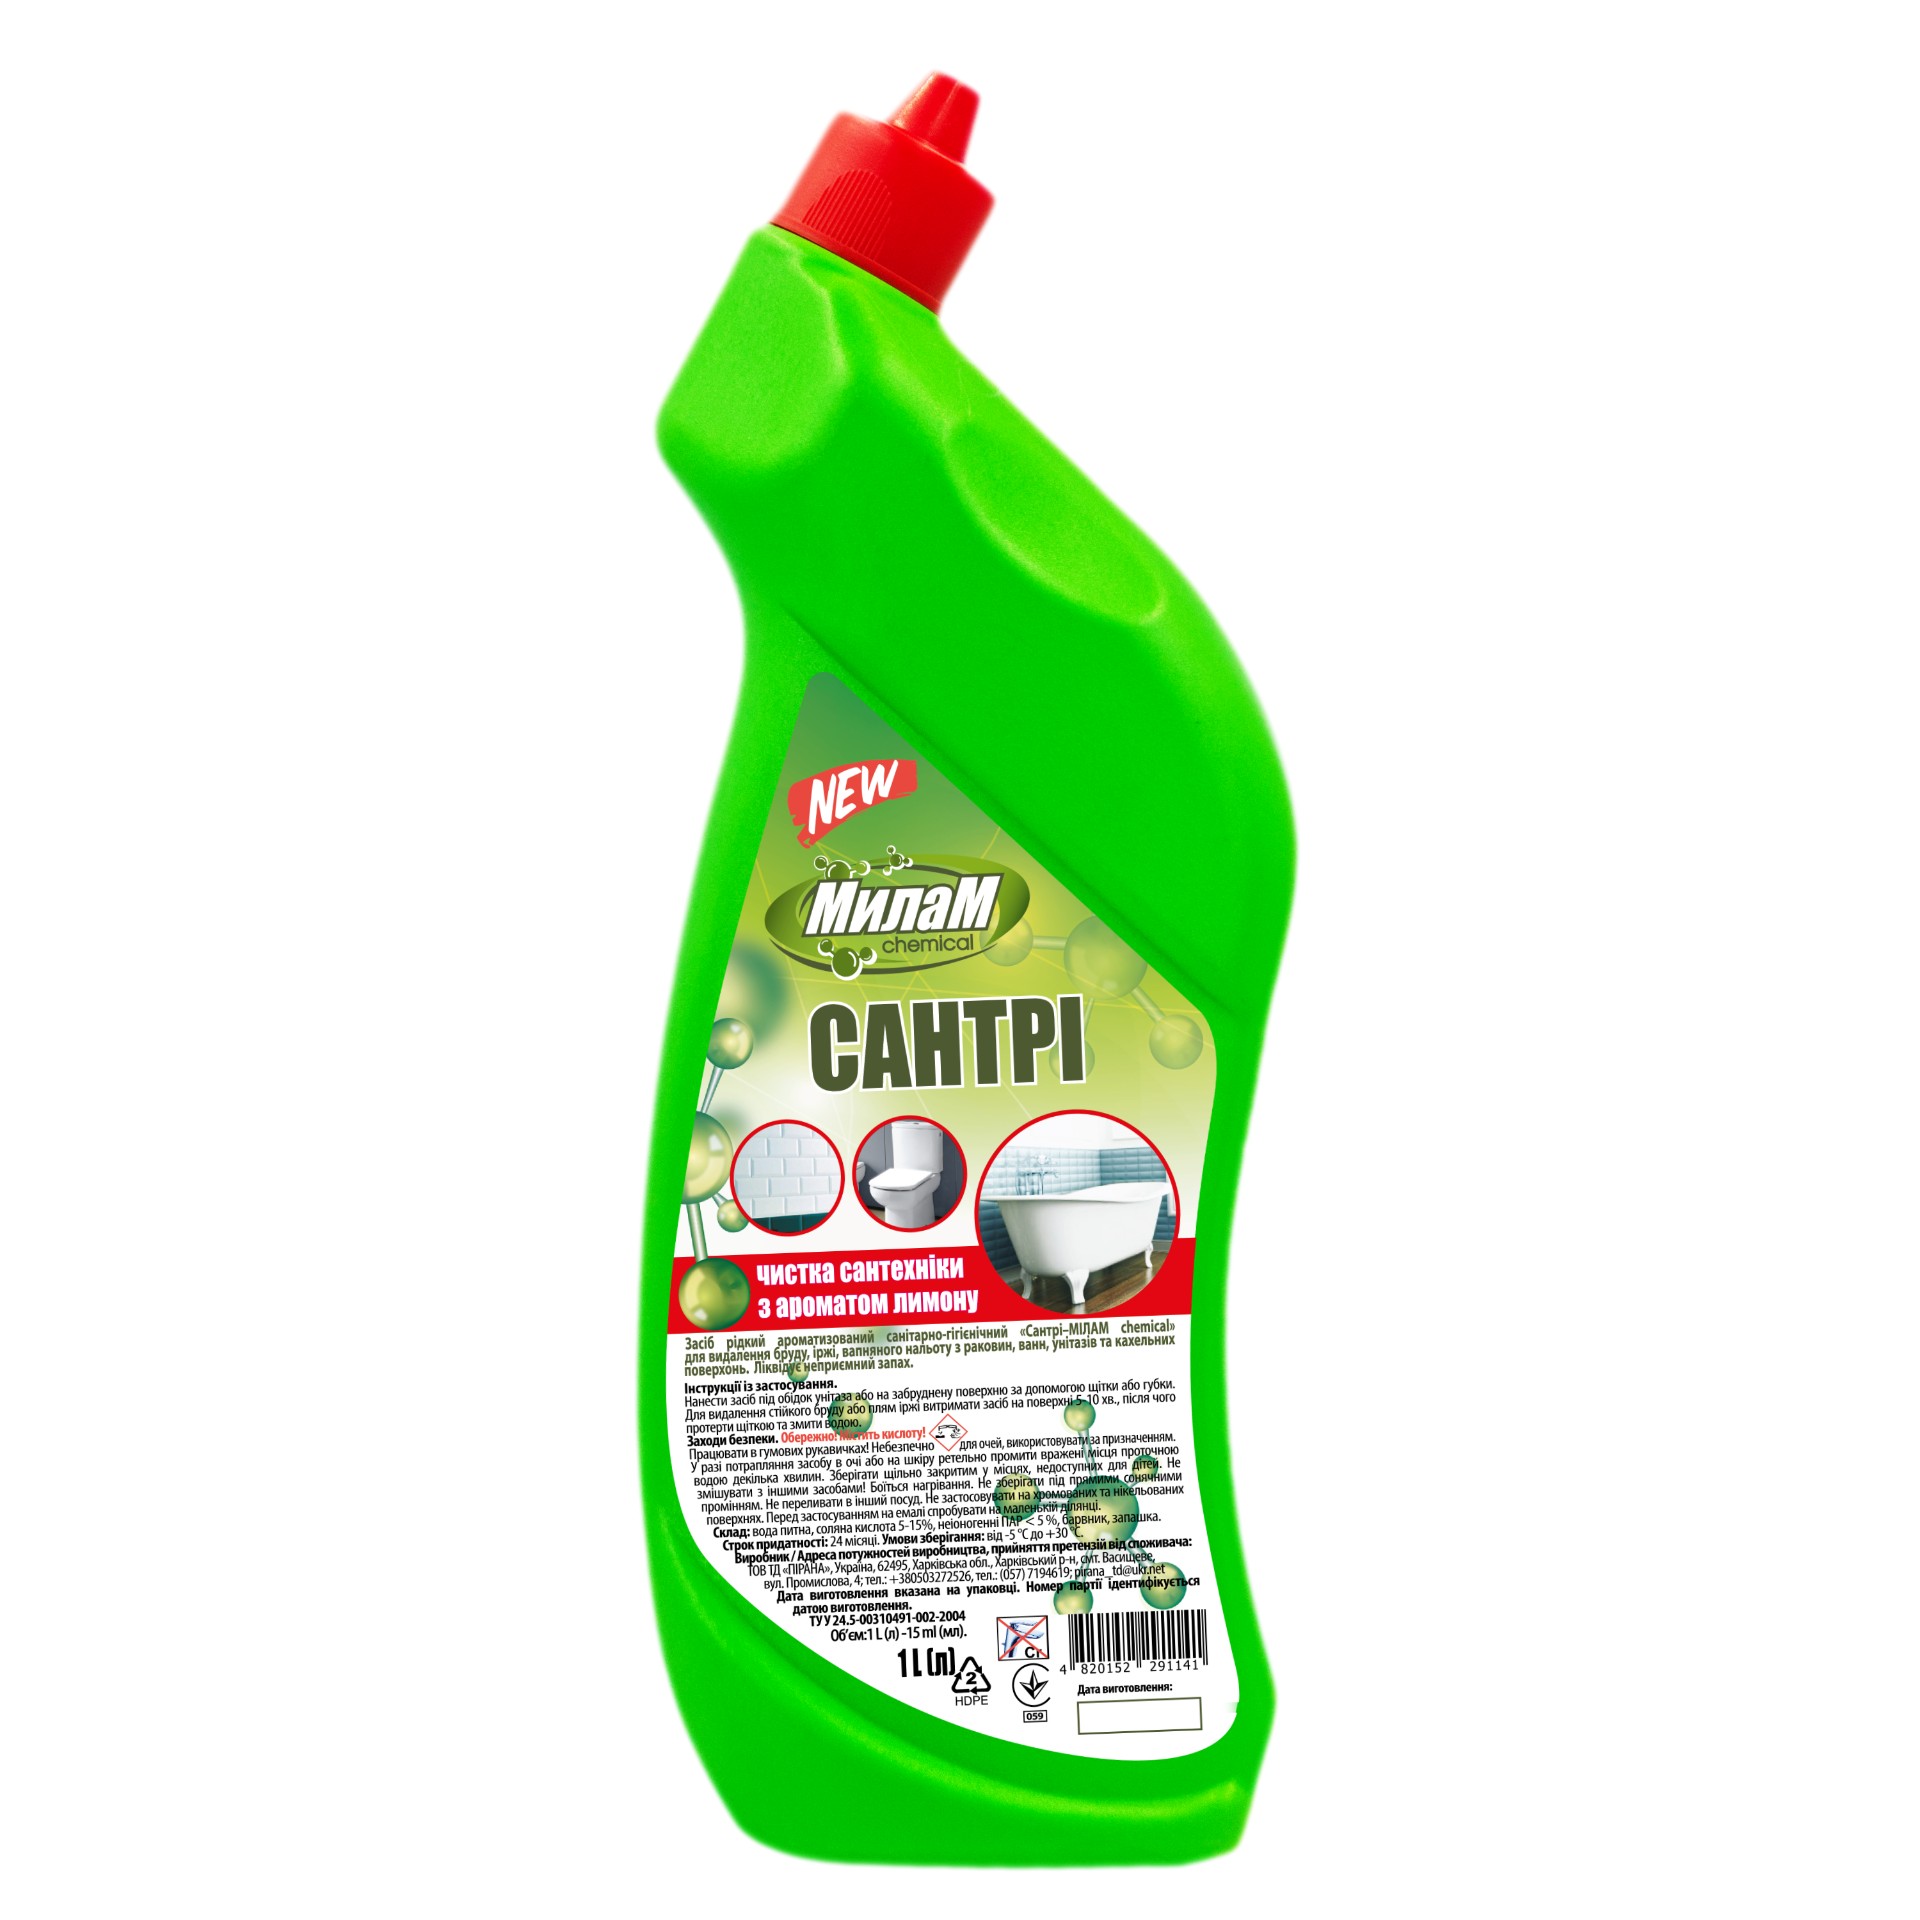 NEW
МилаМ
chemical
САНТРІ
чистка сантехніки
з ароматом лимону
Засіб рідкий ароматизований санітарно-гігієнічний «Сантрі–МІЛАМ chemical»
для видалення бруду, іржі, вапняного нальоту з раковин, ванн, унітазів та кахельних
поверхонь. Ліквідує неприємний запах.
Інструкції із застосування.
Нанести засіб під обідок унітаза або на забруднену поверхню за допомогою щітки або губки.
Для видалення стійкого бруду або плям іржі витримати засіб на поверхні 5-10 хв., після чого
протерти щіткою та змити водою.
Заходи безпеки. Обережно! Містить кислоту!
Працювати в гумових рукавичках! Небезпечно для очей, використовувати за призначенням.
У разі потрапляння засобу в очі або на шкіру ретельно промити вражені місця проточною
водою декілька хвилин. Зберігати щільно закритим у місцях, недоступних для дітей. Не
змішувати з іншими засобами! Боїться нагрівання. Не зберігати під прямими сонячними
промінням. Не переливати в інший посуд. Не застосовувати на хромованих та нікельованих
поверхнях. Перед застосуванням на емалі спробувати на маленькій ділянці.
Склад: вода питна, соляна кислота 5-15%, неіоногенні ПАР < 5 %, барвник, запашка.
Строк придатності: 24 місяці. Умови зберігання: від -5 °С до +30 °С.
Виробник / Адреса потужностей виробництва, прийняття претензій від споживача:
ТОВ ТД «ПІРАНА», Україна, 62495, Харківська обл., Харківський р-н, смт. Васищеве,
вул. Промислова, 4; тел.: +380503272526, тел.: (057) 7194619; pirana_td@ukr.net
Дата виготовлення вказана на упаковці. Номер партії ідентифікується
датою виготовлення.
ТУ У 24.5-00310491-002-2004
Об'єм:1 L (л) -15 ml (мл).
1 L (л)
2
HDPE
Cr
059
4 820152 291141
Дата виготовлення: